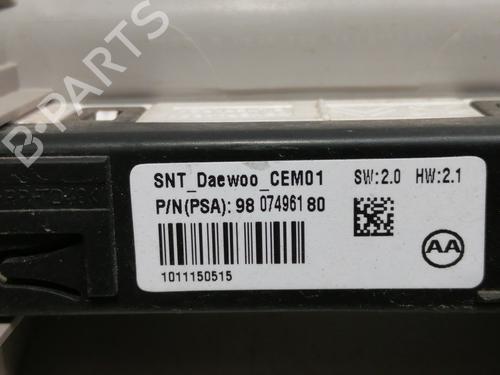 B-PARTS
SNT_Daewoo_CEM01 SW:2.0 HW:2.1
P/N(PSA): 98 074961 80
1011150515
AA